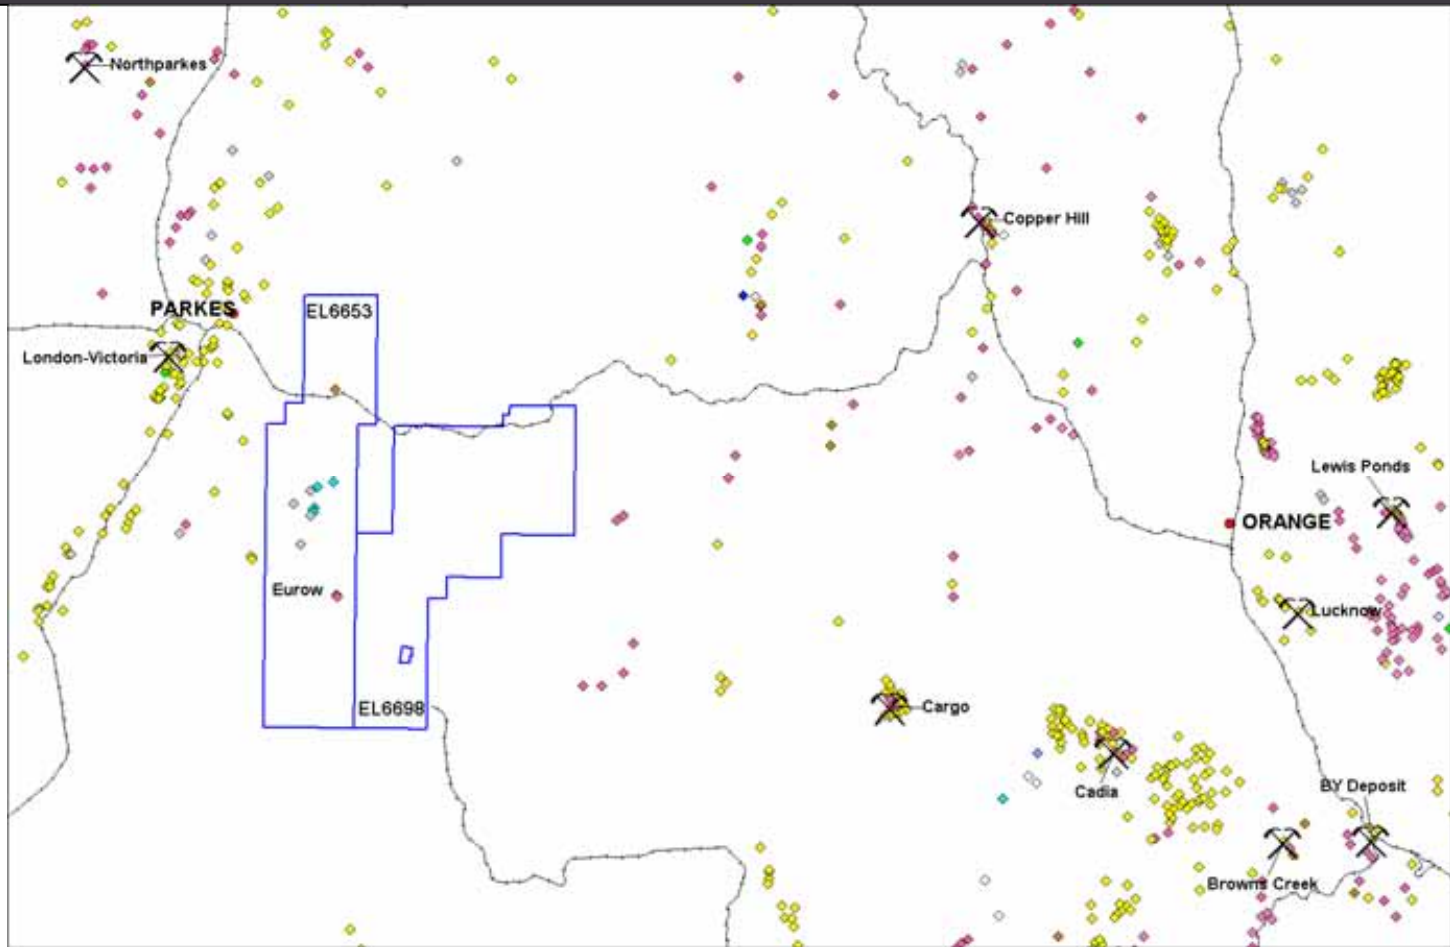 Northparkes
Copper Hill
PARKES
EL6653
London-Victoria
Lewis Ponds
ORANGE
Eurow
Lucknow
EL6698
Cargo
Cadia
BY Deposit
Browns Creek